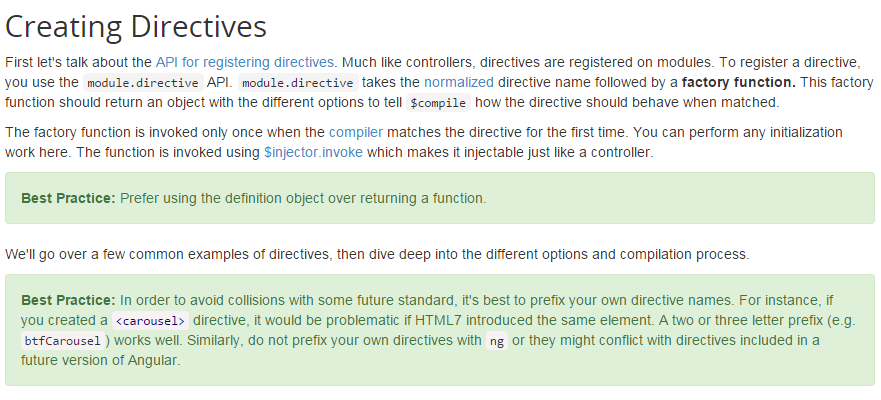 Creating Directives
First let's talk about the API for registering directives. Much like controllers, directives are registered on modules. To register a directive,
you use the module.directive API. module.directive takes the normalized directive name followed by a factory function. This factory
function should return an object with the different options to tell $compile how the directive should behave when matched.
The factory function is invoked only once when the compiler matches the directive for the first time. You can perform any initialization
work here. The function is invoked using $injector.invoke which makes it injectable just like a controller.
Best Practice: Prefer using the definition object over returning a function.
We'll go over a few common examples of directives, then dive deep into the different options and compilation process.
Best Practice: In order to avoid collisions with some future standard, it's best to prefix your own directive names. For instance, if
you created a <carousel> directive, it would be problematic if HTML7 introduced the same element. A two or three letter prefix (e.g.
btfCarousel ) works well. Similarly, do not prefix your own directives with ng or they might conflict with directives included in a
future version of Angular.